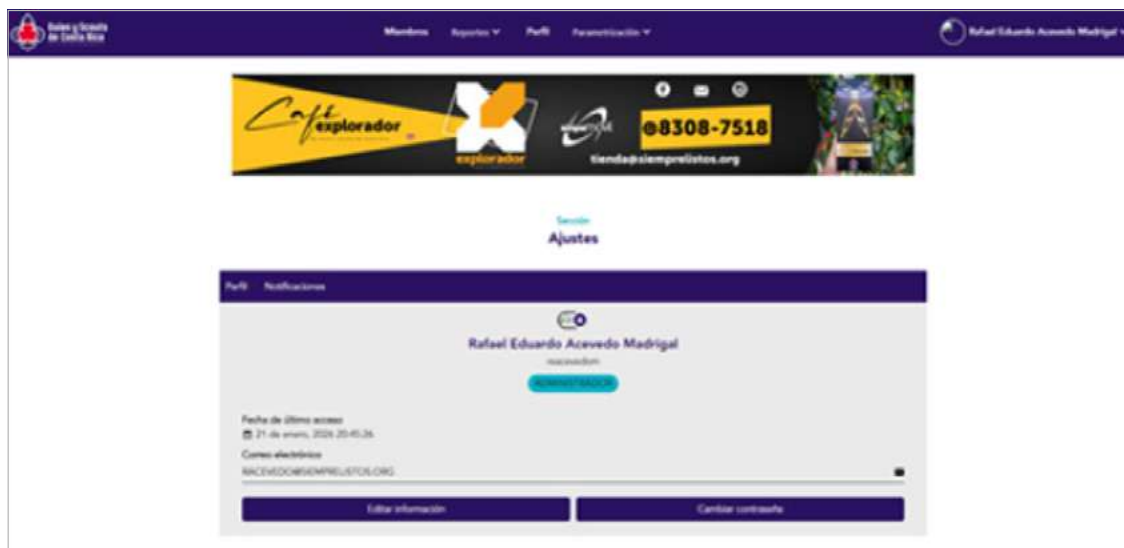 Guías y Scouts
de Costa Rica
Miembros Reportes Perfil Parametrización
Rafael Eduardo Acevedo Madrigal
Café
explorador
explorador
8308-7518
tienda@siemprelistos.org
Sección
Ajustes
Perfil Notificaciones
Rafael Eduardo Acevedo Madrigal
ADMINISTRADOR
Fecha de último acceso
21 de enero, 2026 20:45:26
Correo electrónico
RACEVEDO@SIEMPRELISTOS.ORG
Editar información
Cambiar contraseña